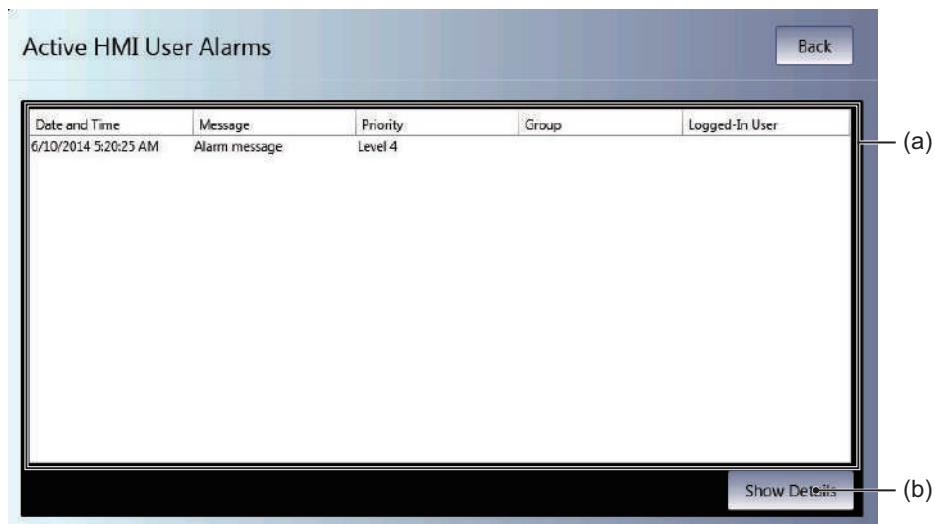 Active HMI User Alarms
Back
Date and Time Message Priority Group Logged-In User
6/10/2014 5:20:25 AM Alarm message Level 4
(a)
Show Details
(b)